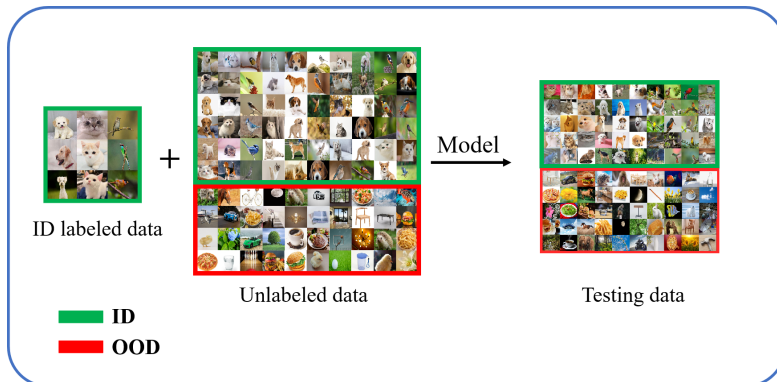 Model
+
ID labeled data
Unlabeled data
Testing data
ID
OOD